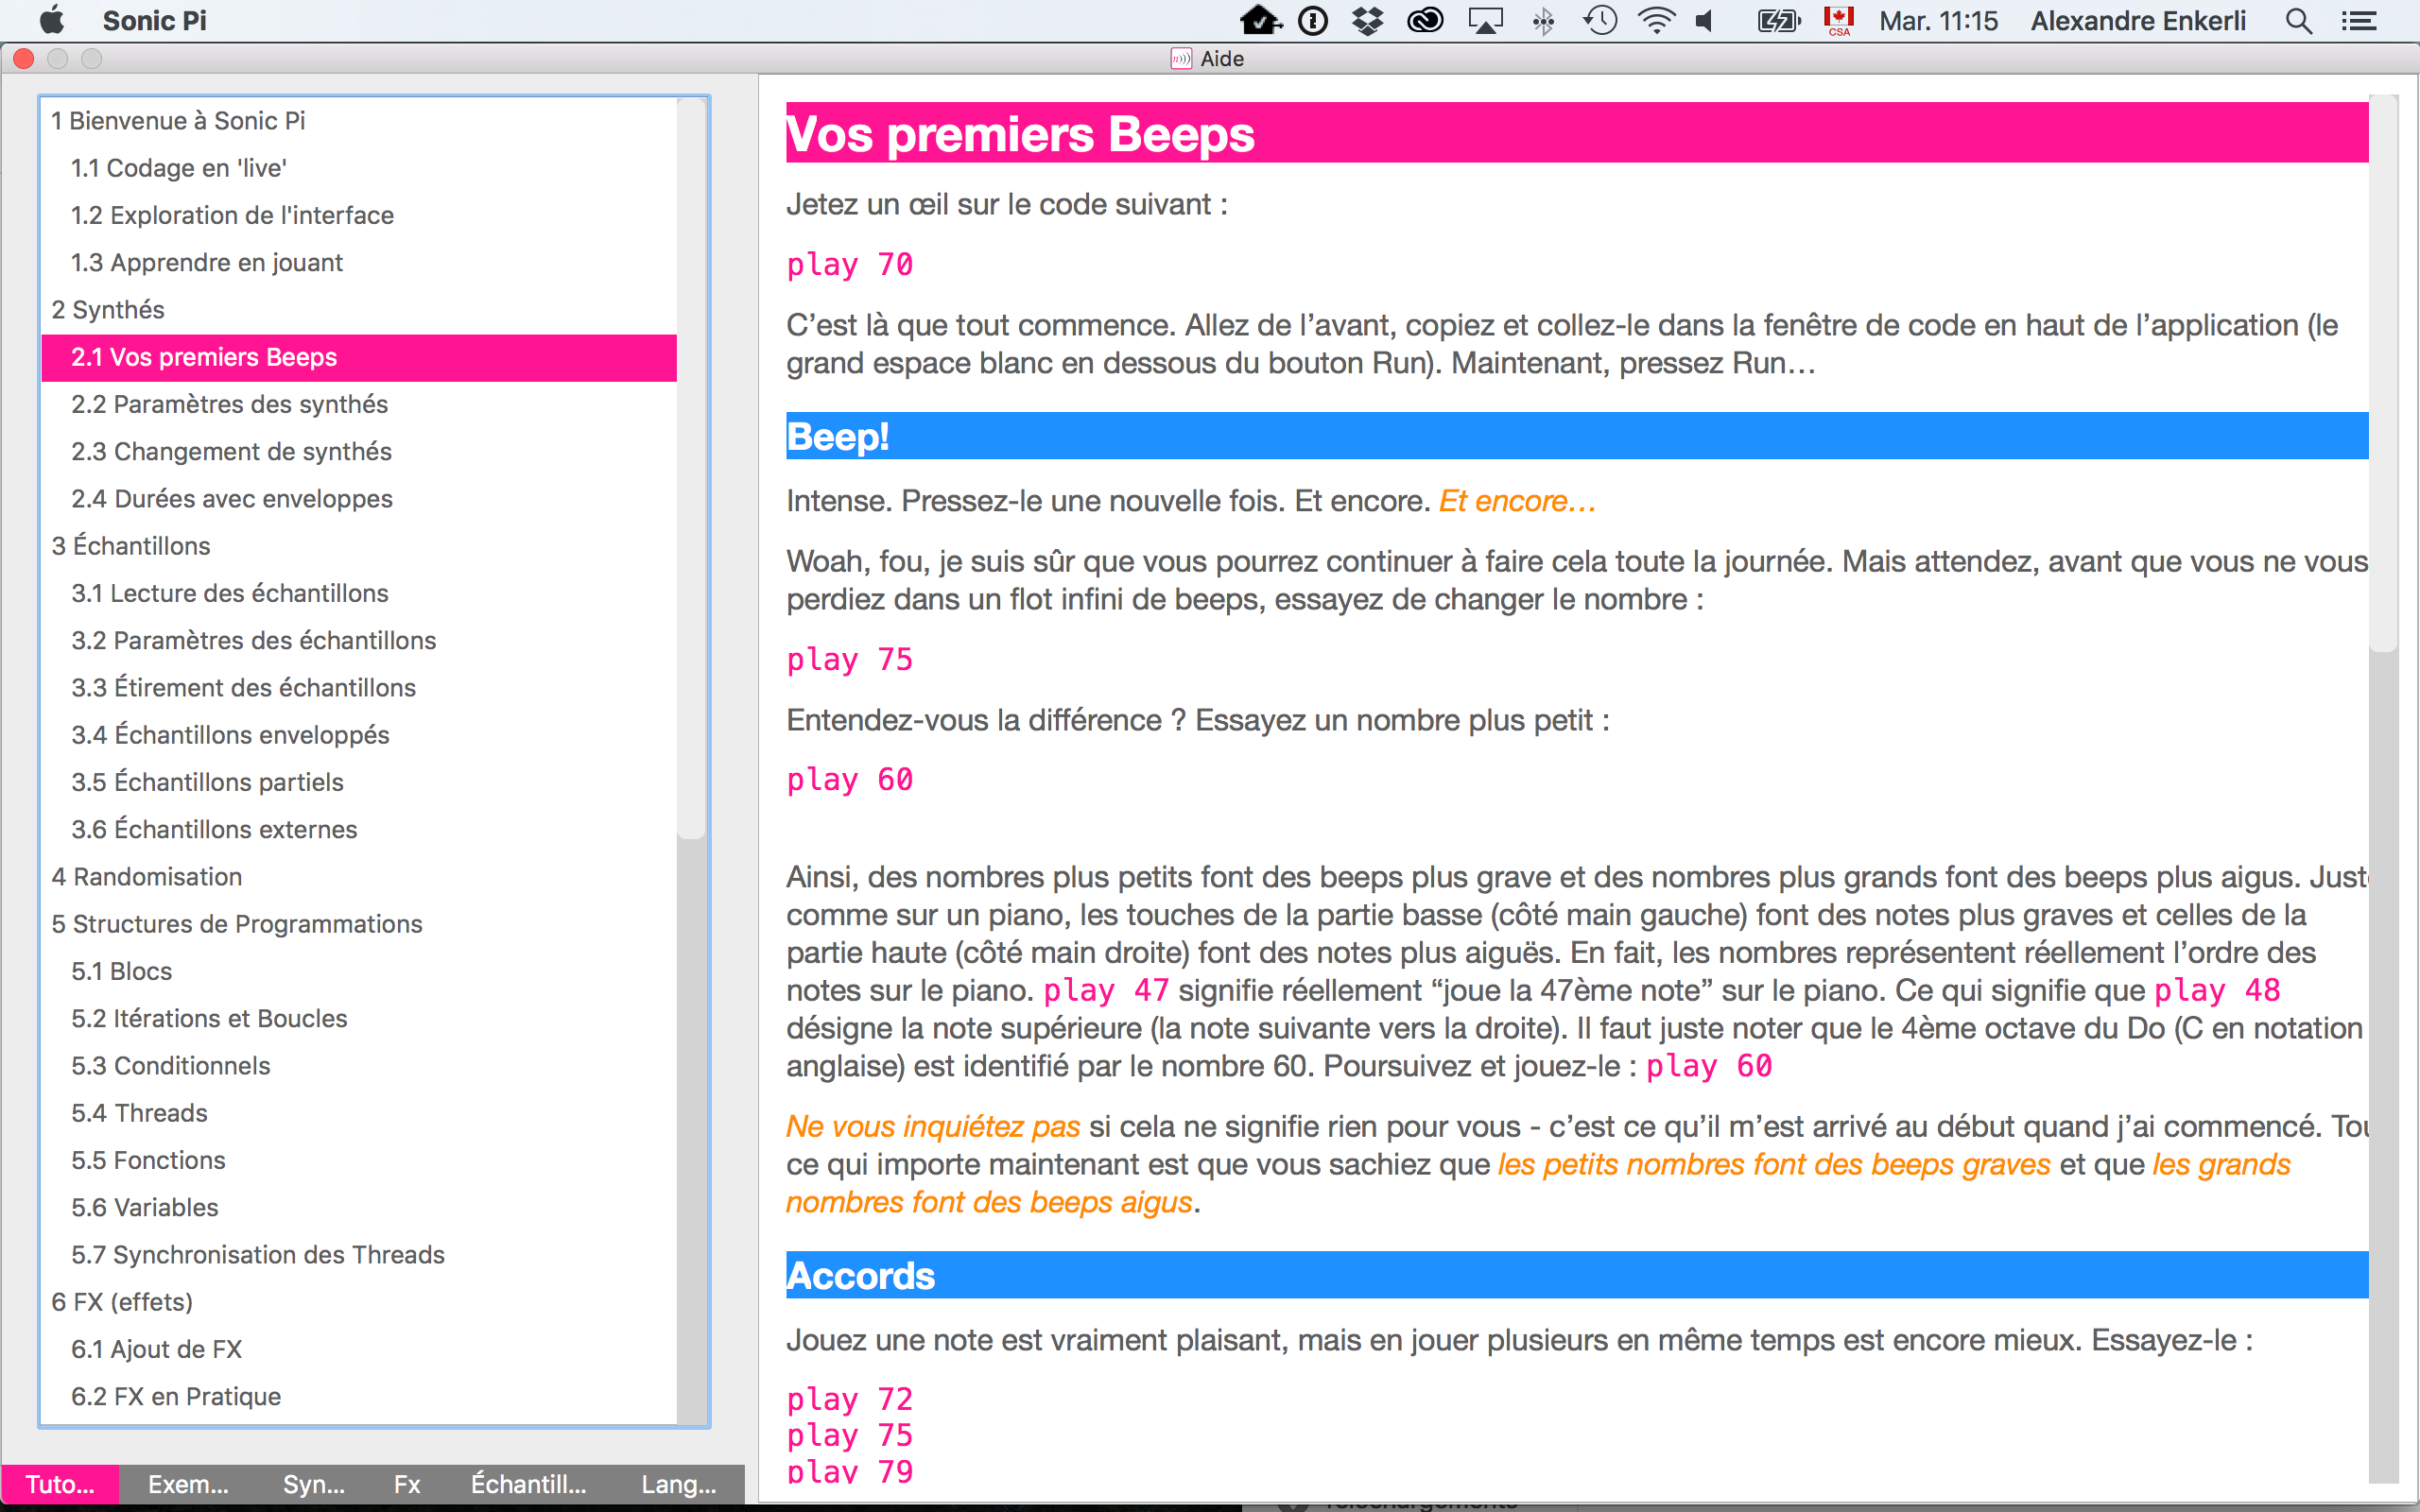 Sonic Pi
CSA
Mar. 11:15
Alexandre Enkerli
Aide
1 Bienvenue à Sonic Pi
1.1 Codage en 'live'
1.2 Exploration de l'interface
1.3 Apprendre en jouant
2 Synthés
2.1 Vos premiers Beeps
2.2 Paramètres des synthés
2.3 Changement de synthés
2.4 Durées avec enveloppes
3 Échantillons
3.1 Lecture des échantillons
3.2 Paramètres des échantillons
3.3 Étirement des échantillons
3.4 Échantillons enveloppés
3.5 Échantillons partiels
3.6 Échantillons externes
4 Randomisation
5 Structures de Programmations
5.1 Blocs
5.2 Itérations et Boucles
5.3 Conditionnels
5.4 Threads
5.5 Fonctions
5.6 Variables
5.7 Synchronisation des Threads
6 FX (effets)
6.1 Ajout de FX
6.2 FX en Pratique
Tuto...
Exem...
Syn...
Fx
Échantill...
Lang...
Vos premiers Beeps
Jetez un œil sur le code suivant :
play 70
C’est là que tout commence. Allez de l’avant, copiez et collez-le dans la fenêtre de code en haut de l’application (le
grand espace blanc en dessous du bouton Run). Maintenant, pressez Run…
Beep!
Intense. Pressez-le une nouvelle fois. Et encore. Et encore…
Woah, fou, je suis sûr que vous pourrez continuer à faire cela toute la journée. Mais attendez, avant que vous ne vous
perdiez dans un flot infini de beeps, essayez de changer le nombre :
play 75
Entendez-vous la différence ? Essayez un nombre plus petit :
play 60
Ainsi, des nombres plus petits font des beeps plus grave et des nombres plus grands font des beeps plus aigus. Just
comme sur un piano, les touches de la partie basse (côté main gauche) font des notes plus graves et celles de la
partie haute (côté main droite) font des notes plus aiguës. En fait, les nombres représentent réellement l’ordre des
notes sur le piano. play 47 signifie réellement “joue la 47ème note” sur le piano. Ce qui signifie que play 48
désigne la note supérieure (la note suivante vers la droite). Il faut juste noter que le 4ème octave du Do (C en notation
anglaise) est identifié par le nombre 60. Poursuivez et jouez-le : play 60
Ne vous inquiétez pas si cela ne signifie rien pour vous - c’est ce qu’il m’est arrivé au début quand j’ai commencé. Tou
ce qui importe maintenant est que vous sachiez que les petits nombres font des beeps graves et que les grands
nombres font des beeps aigus.
Accords
Jouez une note est vraiment plaisant, mais en jouer plusieurs en même temps est encore mieux. Essayez-le :
play 72
play 75
play 79